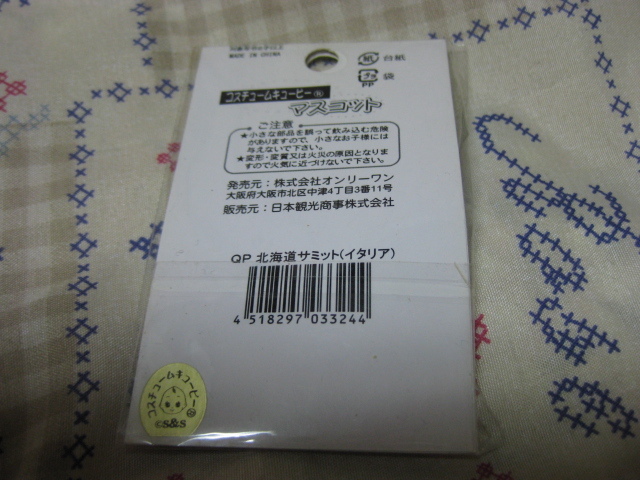 MADE IN CHINA
紙 台紙
プラ 袋
PP
コスチュームキューピー®
マスコット
ご注意
★小さな部品を誤って飲み込む危険
がありますので、小さなお子様には
与えないで下さい。
★変形・変質又は火災の原因となりま
すので火気に近づけないで下さい。
発売元：株式会社オンリーワン
大阪府大阪市北区中津4丁目3番11号
販売元：日本観光商事株式会社
QP 北海道サミット(イタリア)
4 518297 033244
コスチュームキューピー®
©S&S